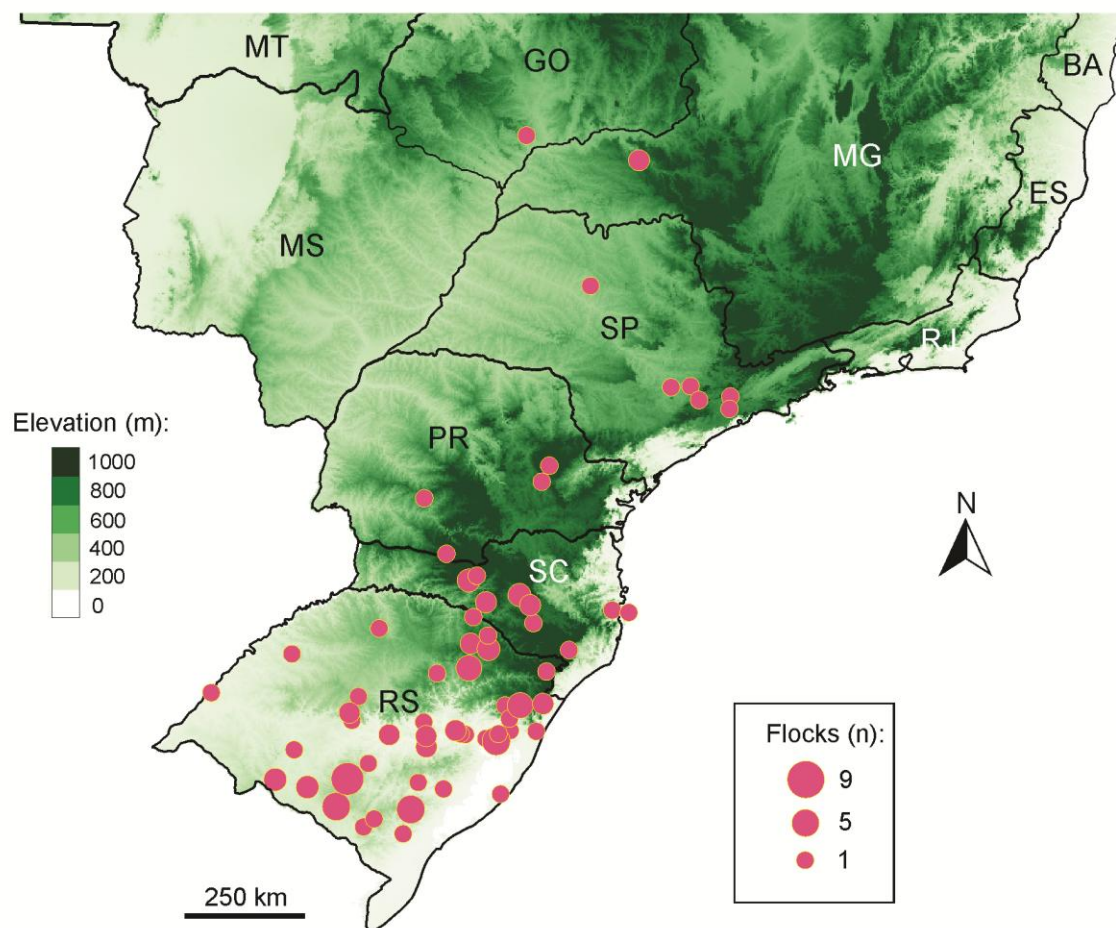 MT
GO
BA
MG
ES
MS
SP
RJ
Elevation (m):
1000
800
600
400
200
0
PR
N
SC
RS
Flocks (n):
9
5
1
250 km